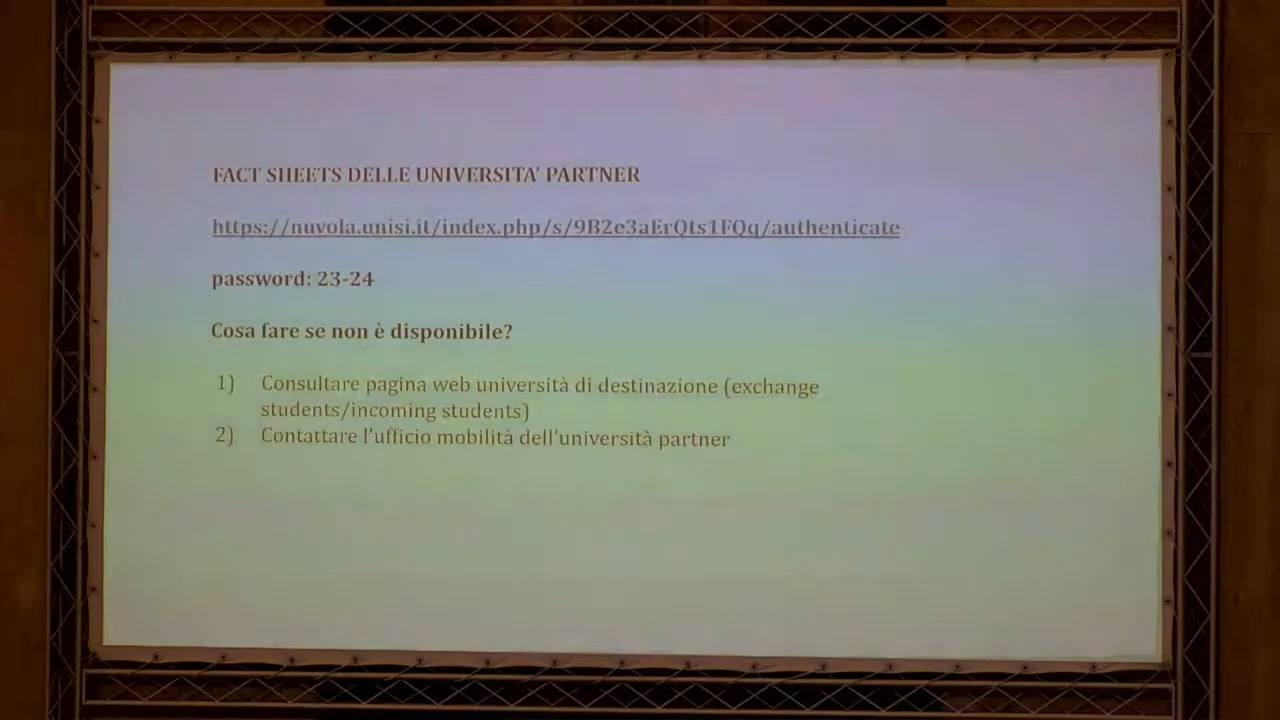 FACT SHEETS DELLE UNIVERSITA' PARTNER
https://nuvola.unisi.it/index.php/s/9B2e3aErQts1FQq/authenticate
password: 23-24
Cosa fare se non è disponibile?
1) Consultare pagina web università di destinazione (exchange
students/incoming students)
2) Contattare l'ufficio mobilità dell'università partner